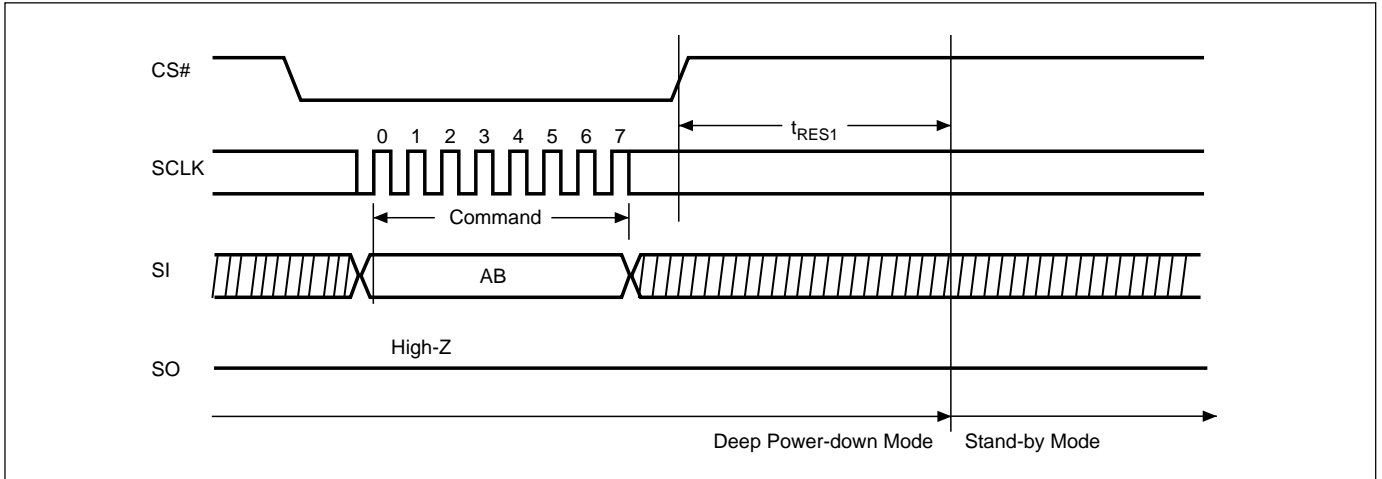 CS#
tRES1
0 1 2 3 4 5 6 7
SCLK
Command
SI
AB
High-Z
SO
Deep Power-down Mode Stand-by Mode